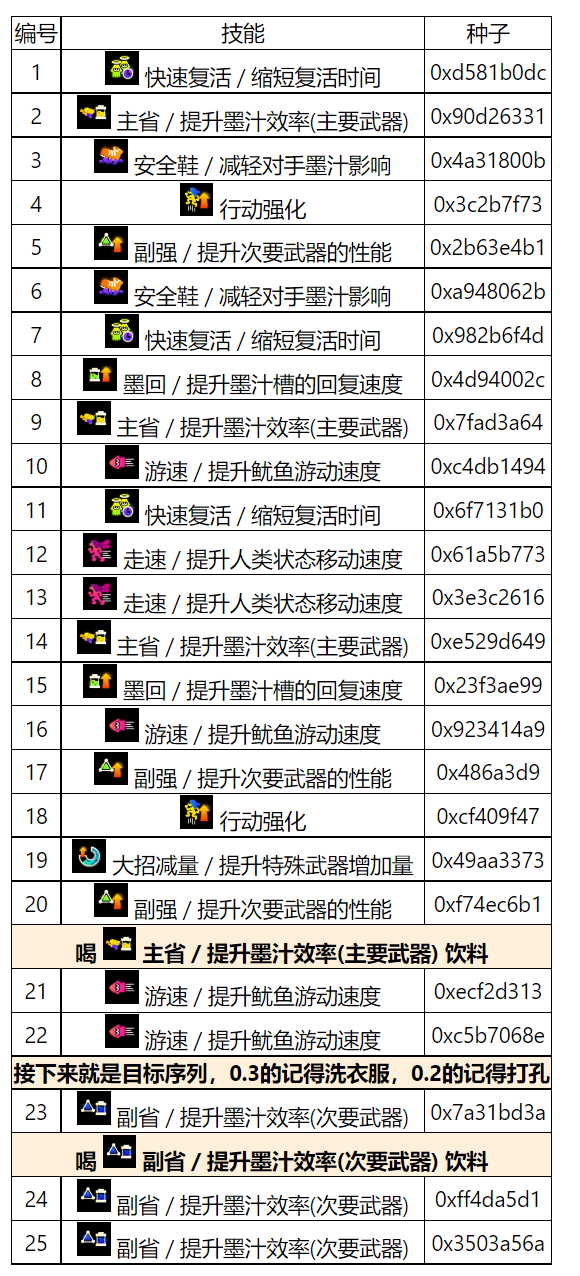 编号 技能 种子
1 快速复活 / 缩短复活时间 0xd581b0dc
2 主省 / 提升墨汁效率(主要武器) 0x90d26331
3 安全鞋 / 减轻对手墨汁影响 0x4a31800b
4 行动强化 0x3c2b7f73
5 副强 / 提升次要武器的性能 0x2b63e4b1
6 安全鞋 / 减轻对手墨汁影响 0xa948062b
7 快速复活 / 缩短复活时间 0x982b6f4d
8 墨回 / 提升墨汁槽的回复速度 0x4d94002c
9 主省 / 提升墨汁效率(主要武器) 0x7fad3a64
10 游速 / 提升鱿鱼游动速度 0xc4db1494
11 快速复活 / 缩短复活时间 0x6f7131b0
12 走速 / 提升人类状态移动速度 0x61a5b773
13 走速 / 提升人类状态移动速度 0x3e3c2616
14 主省 / 提升墨汁效率(主要武器) 0xe529d649
15 墨回 / 提升墨汁槽的回复速度 0x23f3ae99
16 游速 / 提升鱿鱼游动速度 0x923414a9
17 副强 / 提升次要武器的性能 0x486a3d9
18 行动强化 0xcf409f47
19 大招减量 / 提升特殊武器增加量 0x49aa3373
20 副强 / 提升次要武器的性能 0xf74ec6b1
喝 主省 / 提升墨汁效率(主要武器) 饮料
21 游速 / 提升鱿鱼游动速度 0xecf2d313
22 游速 / 提升鱿鱼游动速度 0xc5b7068e
接下来就是目标序列，0.3的记得洗衣服，0.2的记得打孔
23 副省 / 提升墨汁效率(次要武器) 0x7a31bd3a
喝 副省 / 提升墨汁效率(次要武器) 饮料
24 副省 / 提升墨汁效率(次要武器) 0xff4da5d1
25 副省 / 提升墨汁效率(次要武器) 0x3503a56a